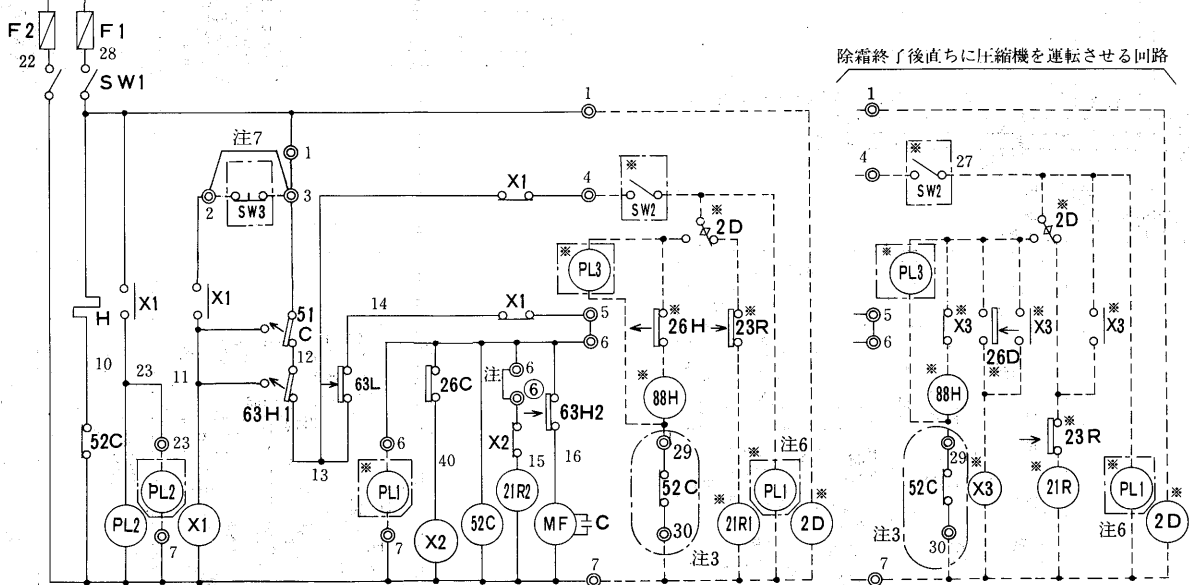 F2
F1
22
28
SW1
除霜終了後直ちに圧縮機を運転させる回路
1
1
注7
1
※
SW2
4
※
SW2
27
4
X1
2
SW3
3
※
2D
※
2D
※
PL3
※
PL3
H
X1
X1
51
C
14
X1
5
6
※
26H
※
23R
5
6
※
X3
※
X3
26D
※
※
X3
10
23
11
12
63H1
63L
26C
注
6
⑥
63H2
※
88H
※
88H
52C
23
13
※
6
PL1
40
X2
15
16
29
52C
30
注3
注6
※
PL1
※
23R
29
52C
30
注3
※
X3
※
21R
※
PL1
注6
※
2D
PL2
PL2
7
X1
7
X2
52C
21R2
MF
C
※
21R1
※
2D
7
7